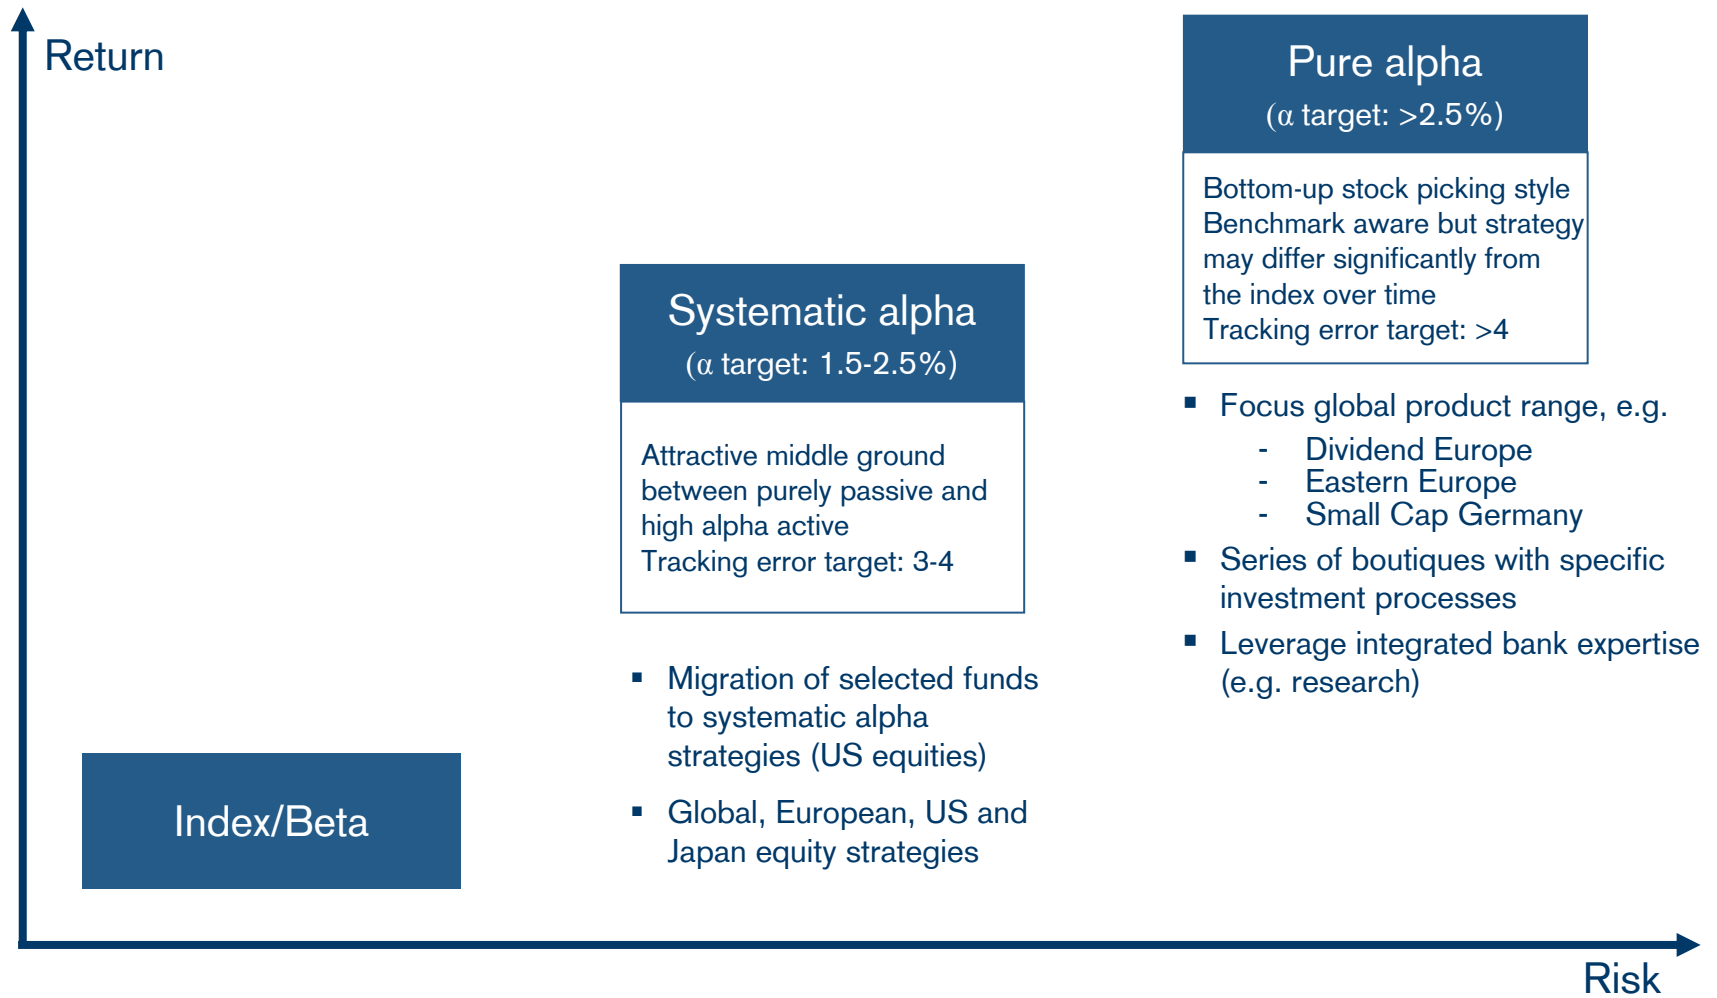 Return
Pure alpha
(α target: >2.5%)
Bottom-up stock picking style
Benchmark aware but strategy
may differ significantly from
the index over time
Tracking error target: >4
▪ Focus global product range, e.g.
- Dividend Europe
- Eastern Europe
- Small Cap Germany
▪ Series of boutiques with specific
investment processes
▪ Leverage integrated bank expertise
(e.g. research)
Systematic alpha
(α target: 1.5-2.5%)
Attractive middle ground
between purely passive and
high alpha active
Tracking error target: 3-4
▪ Migration of selected funds
to systematic alpha
strategies (US equities)
▪ Global, European, US and
Japan equity strategies
Index/Beta
Risk